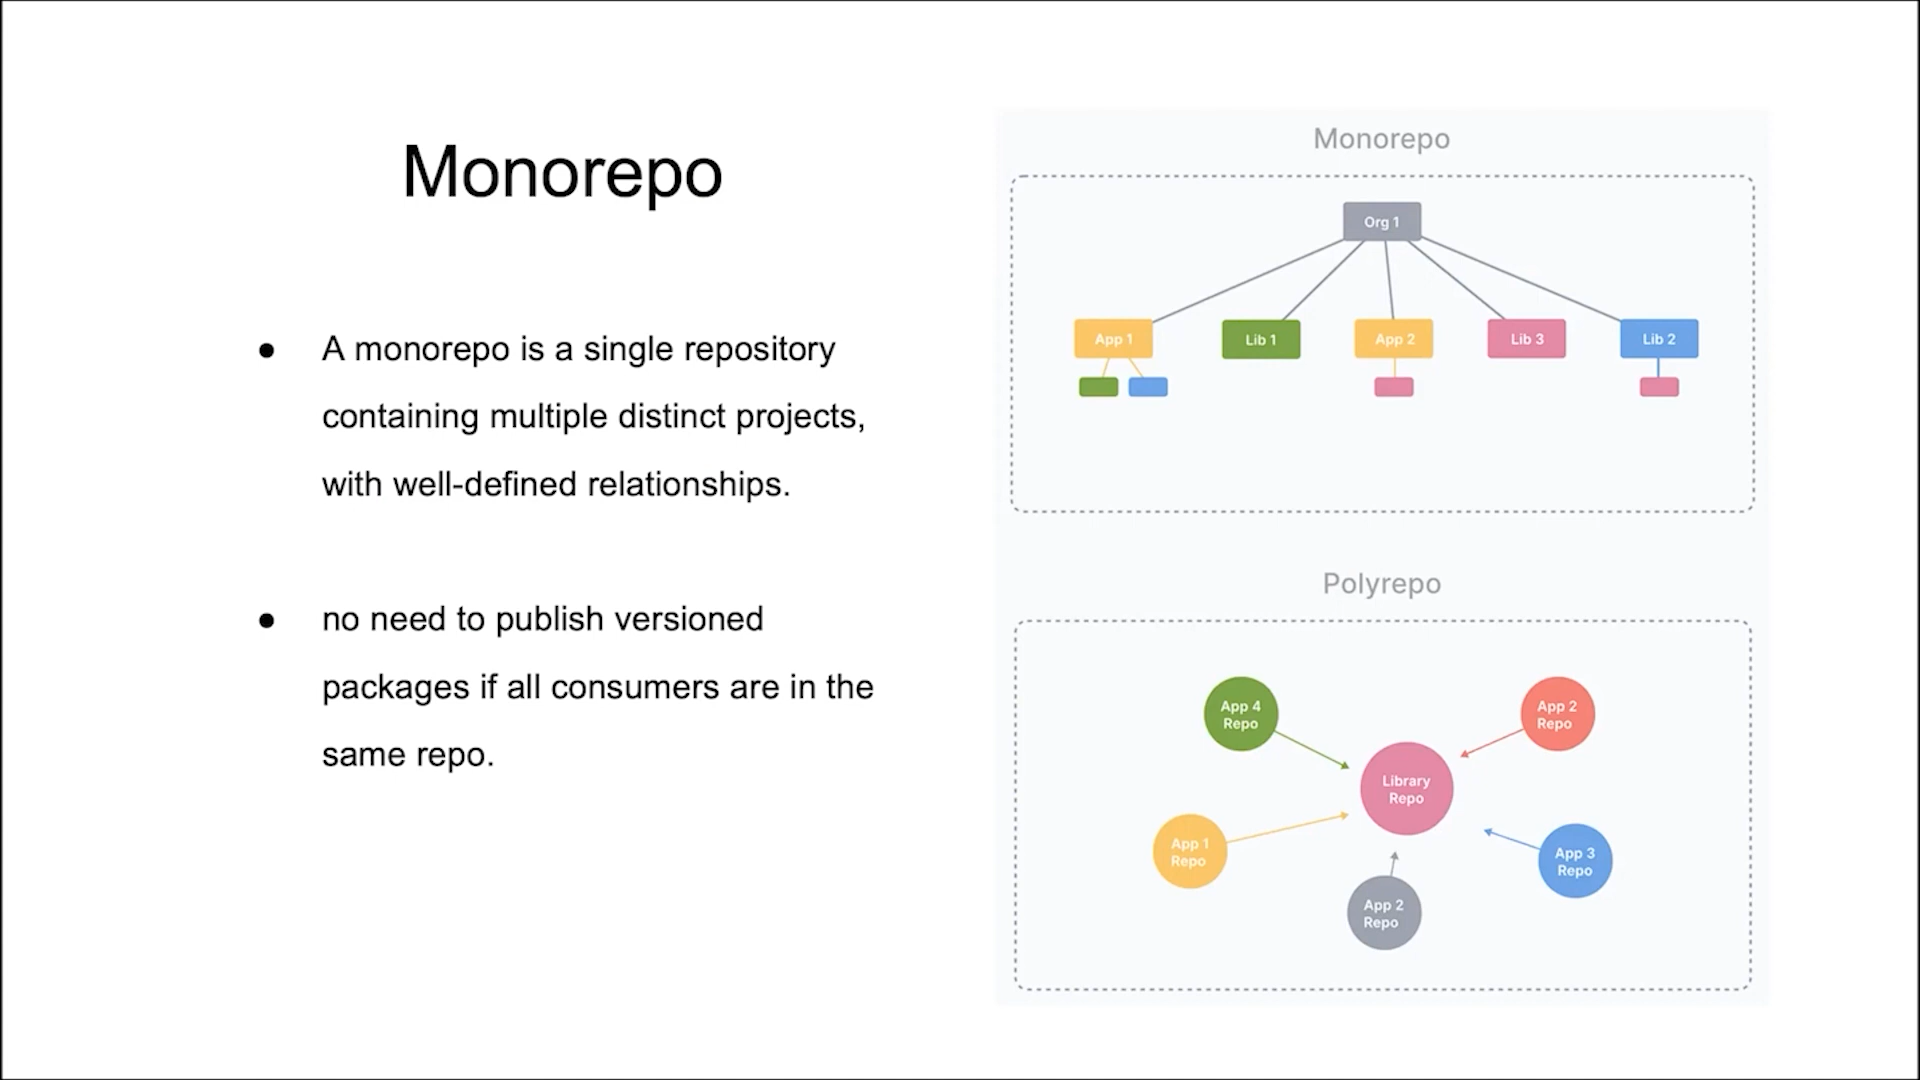 Monorepo
● A monorepo is a single repository
containing multiple distinct projects,
with well-defined relationships.
● no need to publish versioned
packages if all consumers are in the
same repo.
Monorepo
Org 1
App 1
Lib 1
App 2
Lib 3
Lib 2
Polyrepo
App 4
Repo
App 2
Repo
Library
Repo
App 1
Repo
App 3
Repo
App 2
Repo